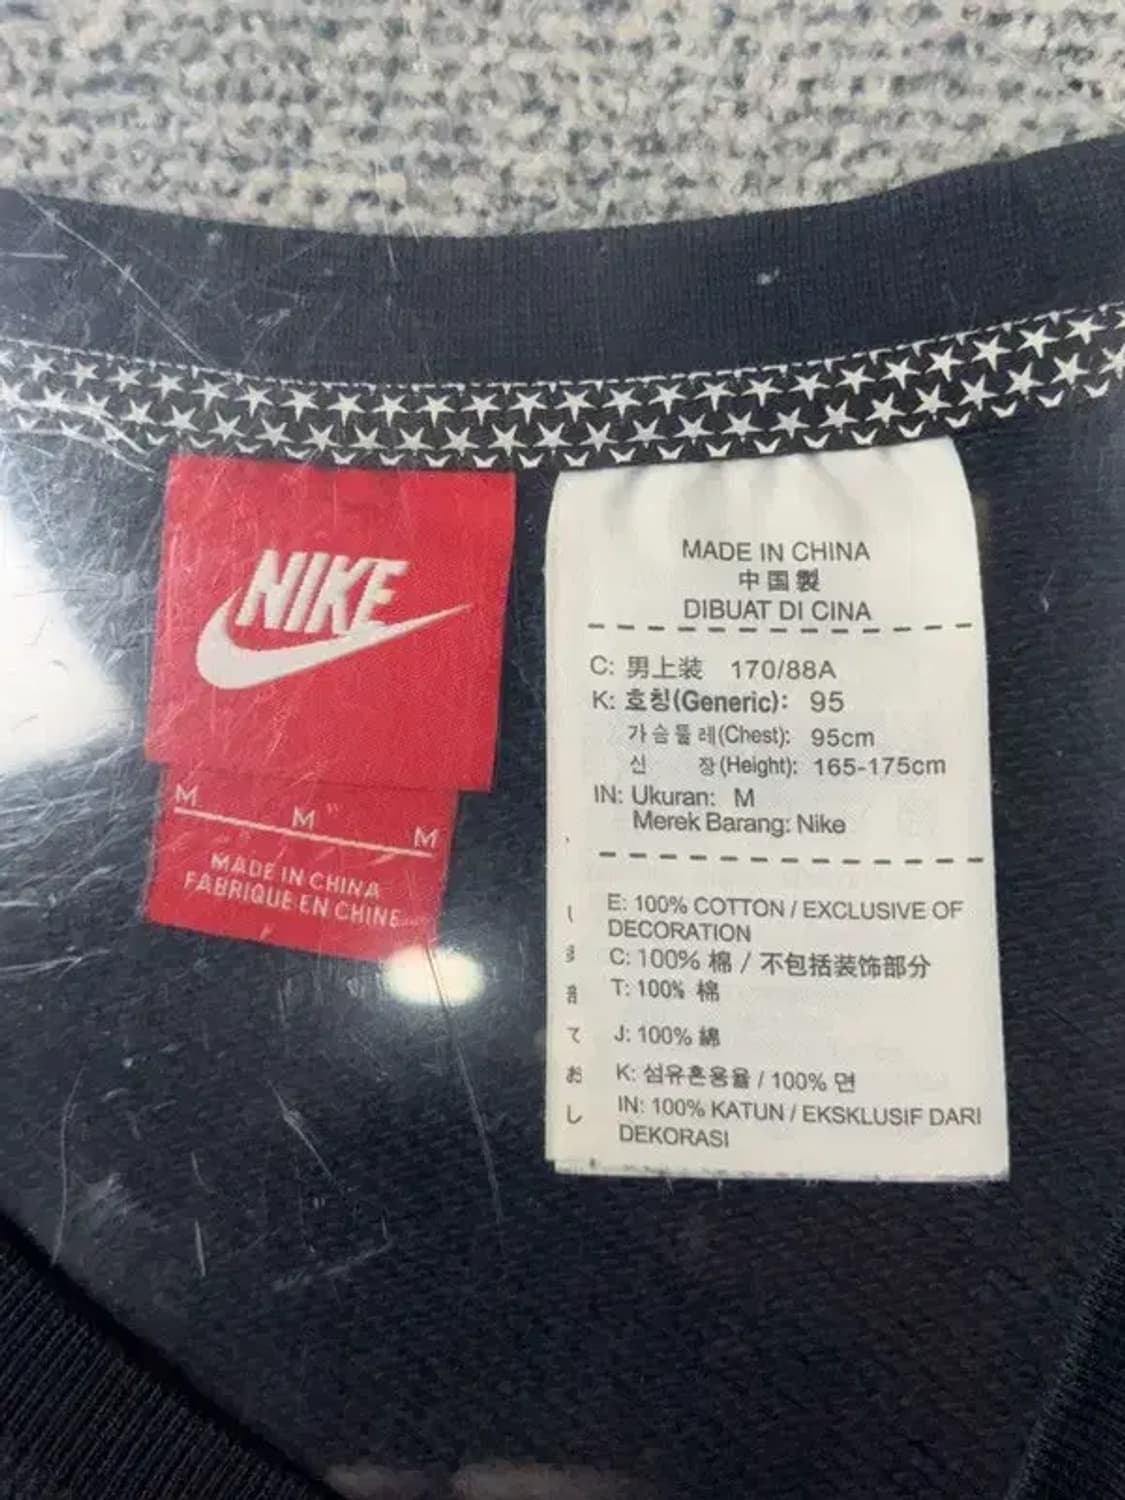 NIKE
M M M
MADE IN CHINA
FABRIQUE EN CHINE
MADE IN CHINA
中国製
DIBUAT DI CINA
C: 男上装 170/88A
K: 호칭(Generic): 95
가슴둘레(Chest): 95cm
신 장(Height): 165-175cm
IN: Ukuran: M
Merek Barang: Nike
E: 100% COTTON / EXCLUSIVE OF
DECORATION
C: 100% 棉 / 不包括装饰部分
T: 100% 棉
J: 100% 綿
K: 섬유혼용율 / 100% 면
IN: 100% KATUN / EKSKLUSIF DARI
DEKORASI
て
お
し